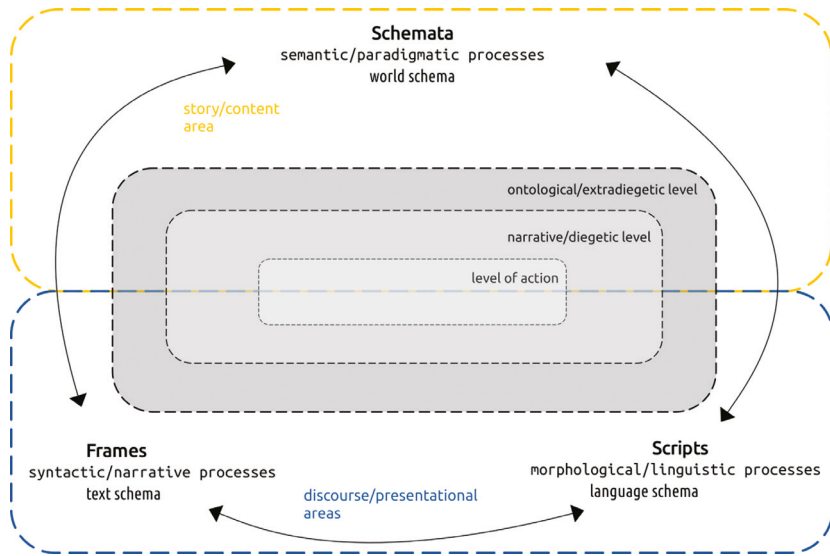 Schemata
semantic/paradigmatic processes
world schema
story/content
area
ontological/extradiegetic level
narrative/diegetic level
level of action
Frames
syntactic/narrative processes
text schema
Scripts
morphological/linguistic processes
language schema
discourse/presentational
areas